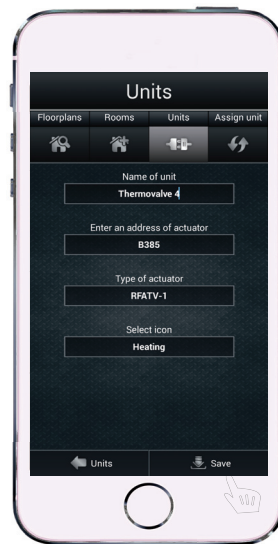 Units
Floorplans Rooms Units Assign unit
Name of unit
Thermovalve 4
Enter an address of actuator
B385
Type of actuator
RFATV-1
Select icon
Heating
Units Save